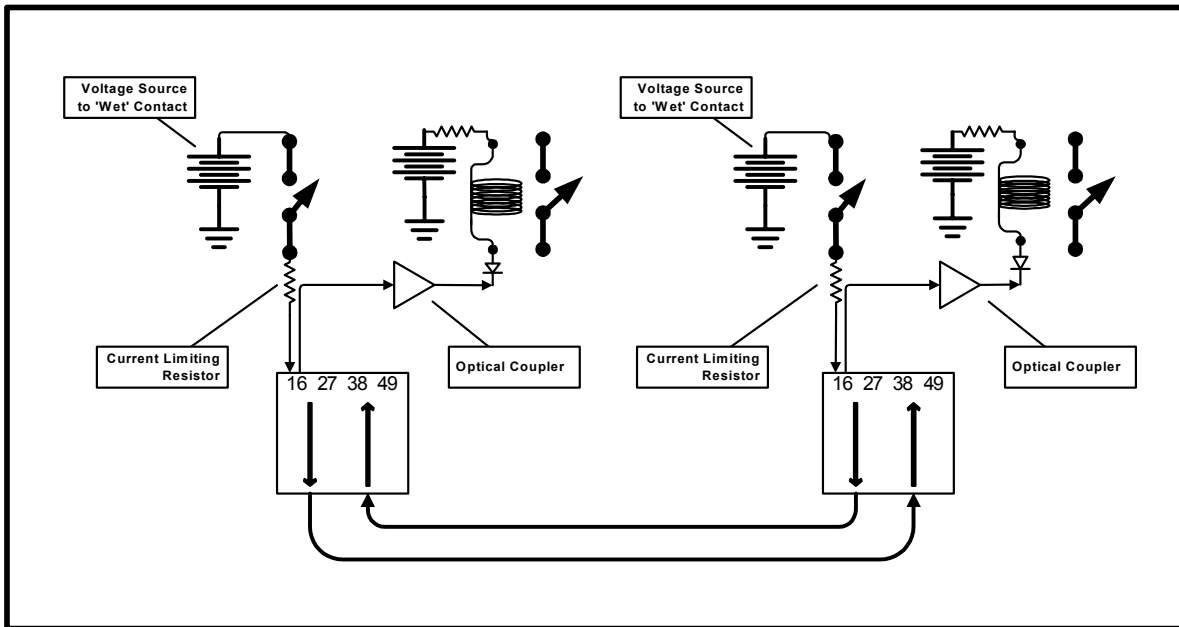 Voltage Source
to 'Wet' Contact
Voltage Source
to 'Wet' Contact
Current Limiting
Resistor
Optical Coupler
Current Limiting
Resistor
Optical Coupler
16 27 38 49
16 27 38 49